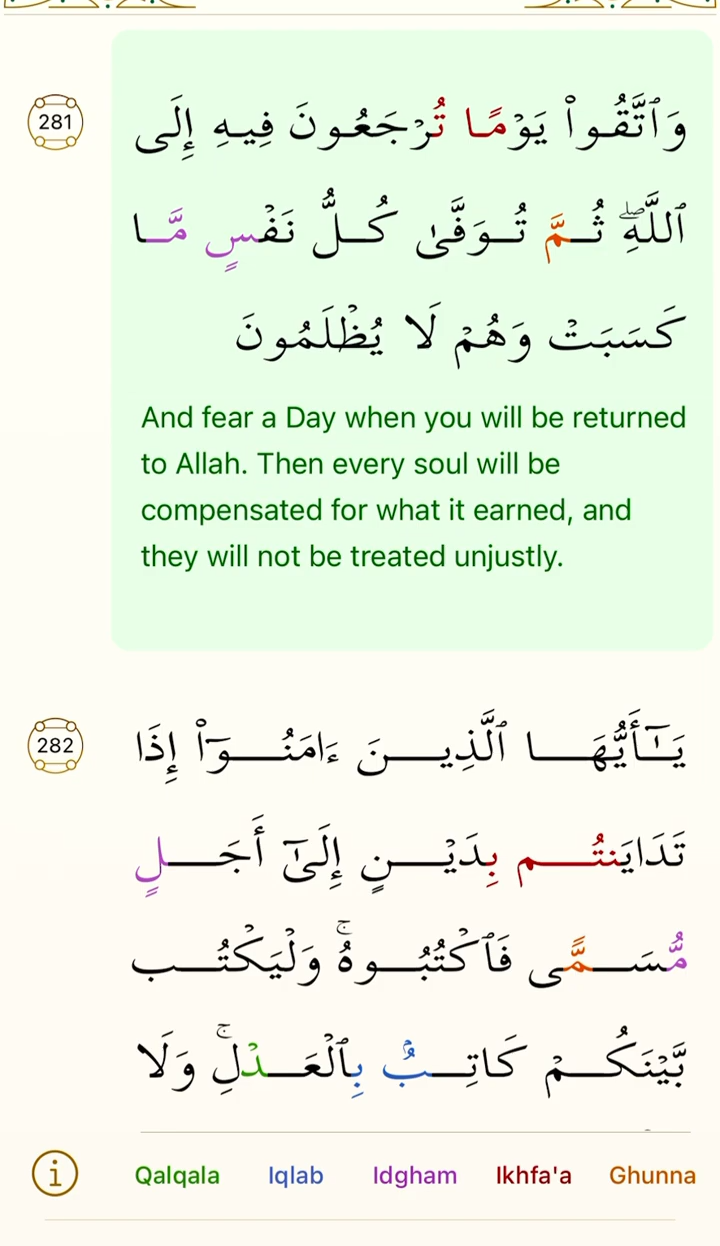 281
وَٱتَّقُوا۟ يَوْمًا تُرْجَعُونَ فِيهِ إِلَى
ٱللَّهِ ۖ ثُمَّ تُوَفَّىٰ كُلُّ نَفْسٍ مَّا
كَسَبَتْ وَهُمْ لَا يُظْلَمُونَ
And fear a Day when you will be returned
to Allah. Then every soul will be
compensated for what it earned, and
they will not be treated unjustly.
282
يَـٰٓأَيُّهَا ٱلَّذِينَ ءَامَنُوٓا۟ إِذَا
تَدَايَنتُم بِدَيْنٍ إِلَىٰٓ أَجَلٍ
مُّسَمًّى فَٱكْتُبُوهُ ۚ وَلْيَكْتُب
بَّيْنَكُمْ كَاتِبٌۢ بِٱلْعَدْلِ ۚ وَلَا
Qalqala Iqlab Idgham Ikhfa'a Ghunna